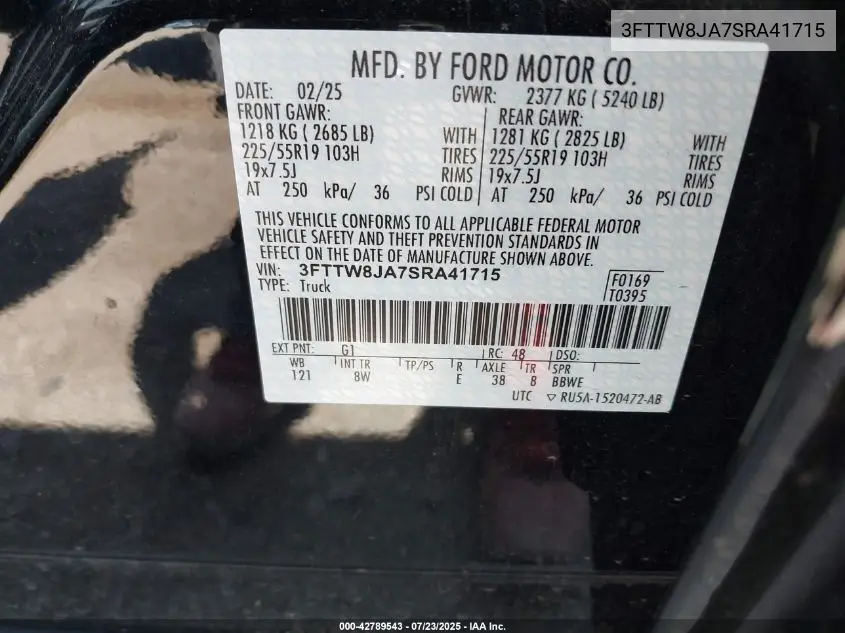 3FTTW8JA7SRA41715
MFD. BY FORD MOTOR CO.
DATE: 02/25 GVWR: 2377 KG ( 5240 LB)
FRONT GAWR: REAR GAWR:
1218 KG ( 2685 LB) WITH 1281 KG ( 2825 LB) WITH
225/55R19 103H TIRES 225/55R19 103H TIRES
19x7.5J RIMS 19x7.5J RIMS
AT 250 kPa/ 36 PSI COLD AT 250 kPa/ 36 PSI COLD
THIS VEHICLE CONFORMS TO ALL APPLICABLE FEDERAL MOTOR
VEHICLE SAFETY AND THEFT PREVENTION STANDARDS IN
EFFECT ON THE DATE OF MANUFACTURE SHOWN ABOVE.
VIN: 3FTTW8JA7SRA41715 F0169
TYPE: Truck T0395
EXT PNT: G1 RC: 48 DSO:
WB INT TR TP/PS R AXLE TR SPR
121 8W E 38 8 BBWE
UTC ▽ RU5A-1520472-AB
000-42789543 / 07/23/2025 - IAA Inc.